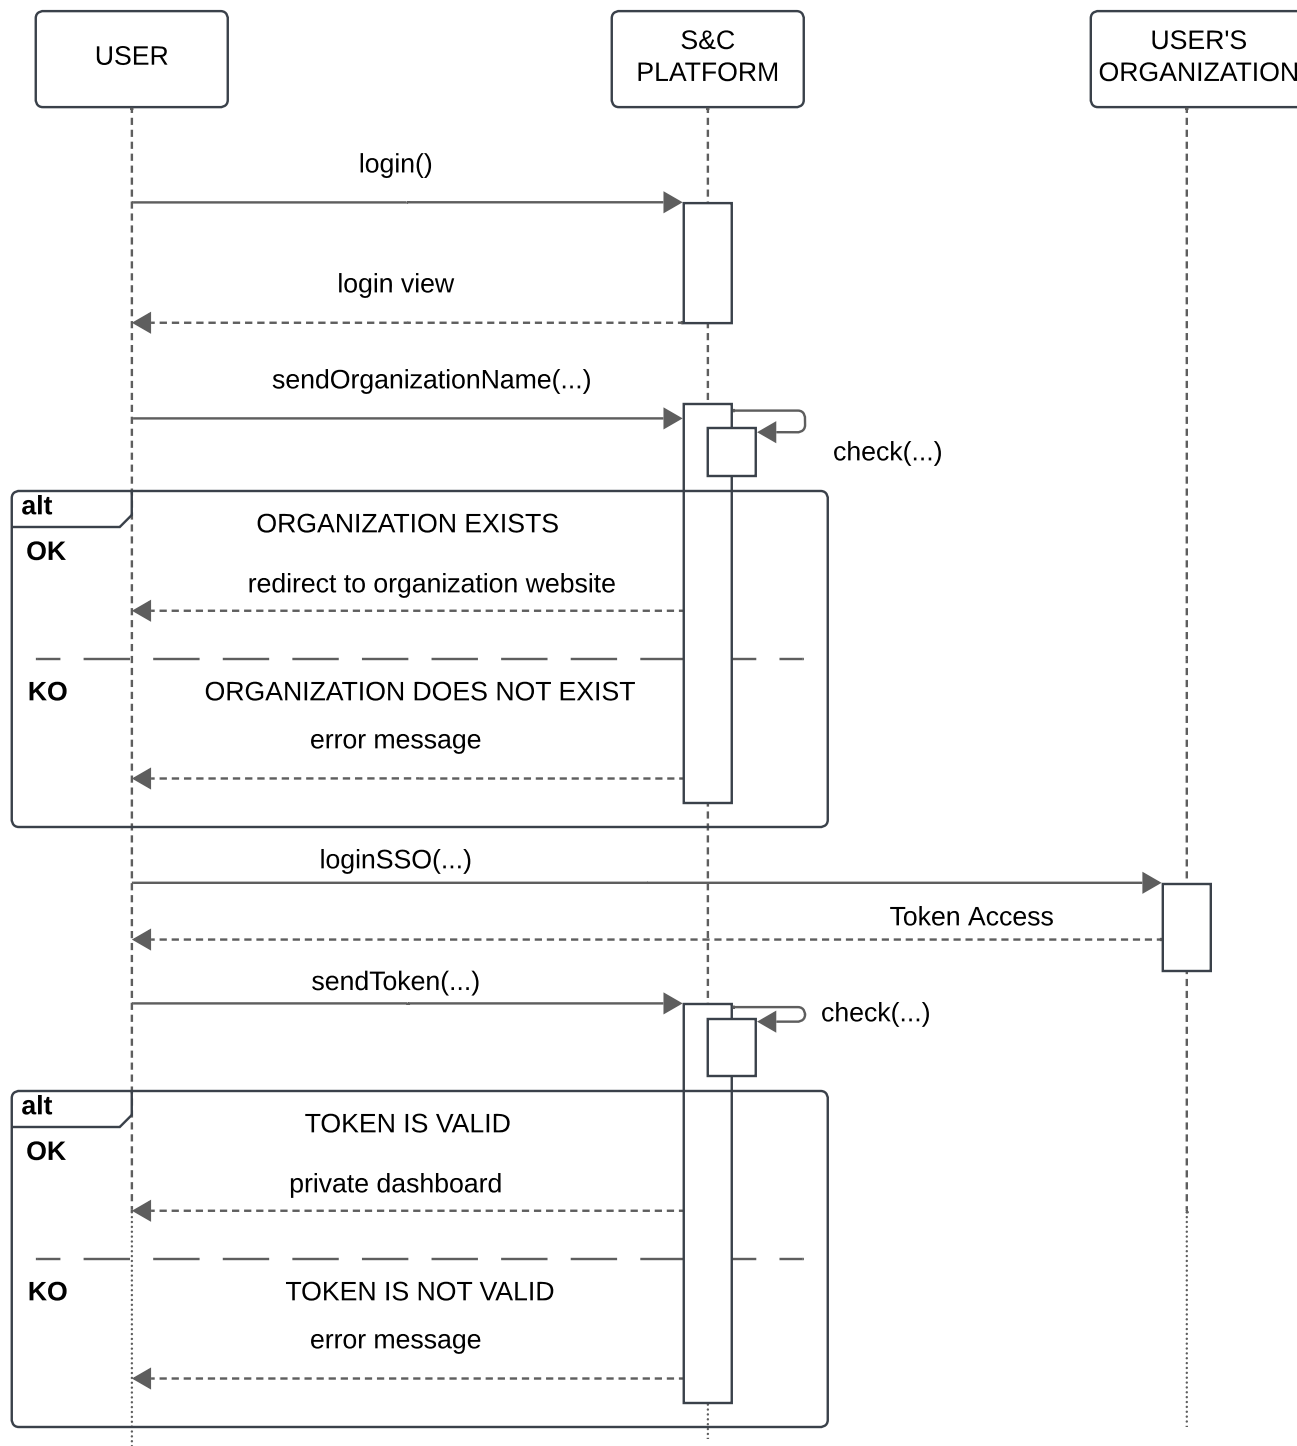 USER
S&C
PLATFORM
USER'S
ORGANIZATION
login()
login view
sendOrganizationName(...)
check(...)
alt
ORGANIZATION EXISTS
OK
redirect to organization website
KO
ORGANIZATION DOES NOT EXIST
error message
loginSSO(...)
Token Access
sendToken(...)
check(...)
alt
TOKEN IS VALID
OK
private dashboard
KO
TOKEN IS NOT VALID
error message